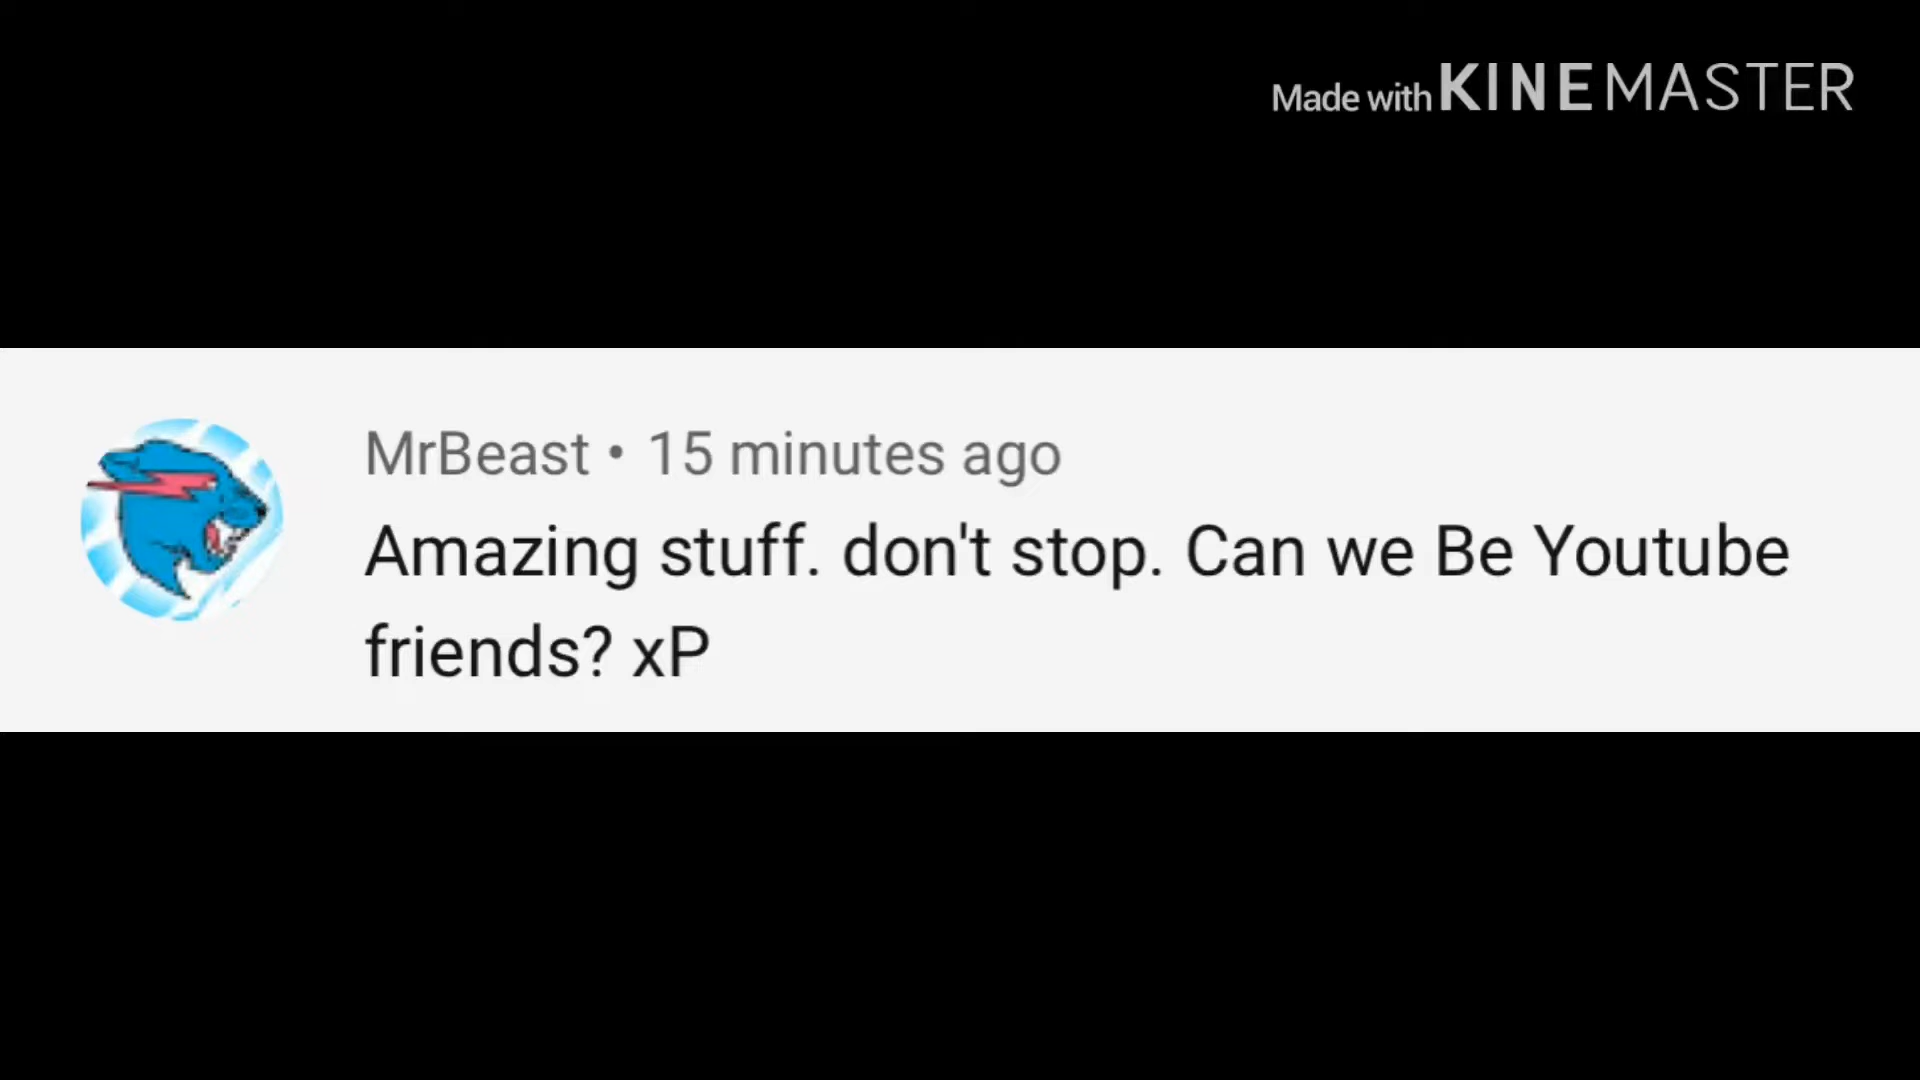 Made with KINEMASTER
MrBeast • 15 minutes ago
Amazing stuff. don't stop. Can we Be Youtube
friends? xP